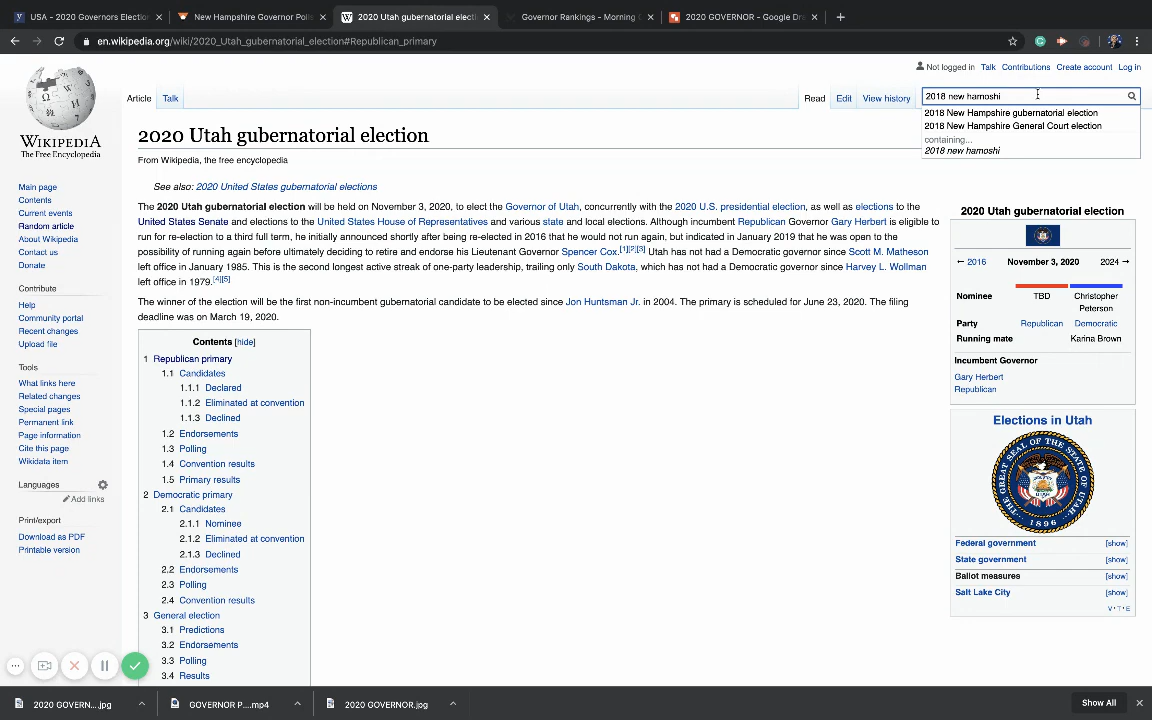 USA - 2020 Governors Electio
New Hampshire Governor Poll
2020 Utah gubernatorial electi
Governor Rankings - Morning C
2020 GOVERNOR - Google Dr
en.wikipedia.org/wiki/2020_Utah_gubernatorial_election#Republican_primary
Not logged in Talk Contributions Create account Log in
Article Talk
Read Edit View history
2018 new hamoshi
2018 New Hampshire gubernatorial election
2018 New Hampshire General Court election
containing...
2018 new hamoshi
WIKIPEDIA
The Free Encyclopedia
Main page
Contents
Current events
Random article
About Wikipedia
Contact us
Donate
Contribute
Help
Community portal
Recent changes
Upload file
Tools
What links here
Related changes
Special pages
Permanent link
Page information
Cite this page
Wikidata item
Languages
Add links
Print/export
Download as PDF
Printable version
2020 Utah gubernatorial election
From Wikipedia, the free encyclopedia
See also: 2020 United States gubernatorial elections
The 2020 Utah gubernatorial election will be held on November 3, 2020, to elect the Governor of Utah, concurrently with the 2020 U.S. presidential election, as well as elections to the
United States Senate and elections to the United States House of Representatives and various state and local elections. Although incumbent Republican Governor Gary Herbert is eligible to
run for re-election to a third full term, he initially announced shortly after being re-elected in 2016 that he would not run again, but indicated in January 2019 that he was open to the
possibility of running again before ultimately deciding to retire and endorse his Lieutenant Governor Spencer Cox.[1][2][3] Utah has not had a Democratic governor since Scott M. Matheson
left office in January 1985. This is the second longest active streak of one-party leadership, trailing only South Dakota, which has not had a Democratic governor since Harvey L. Wollman
left office in 1979.[4][5]
The winner of the election will be the first non-incumbent gubernatorial candidate to be elected since Jon Huntsman Jr. in 2004. The primary is scheduled for June 23, 2020. The filing
deadline was on March 19, 2020.
Contents [hide]
1 Republican primary
1.1 Candidates
1.1.1 Declared
1.1.2 Eliminated at convention
1.1.3 Declined
1.2 Endorsements
1.3 Polling
1.4 Convention results
1.5 Primary results
2 Democratic primary
2.1 Candidates
2.1.1 Nominee
2.1.2 Eliminated at convention
2.1.3 Declined
2.2 Endorsements
2.3 Polling
2.4 Convention results
3 General election
3.1 Predictions
3.2 Endorsements
3.3 Polling
3.4 Results
2020 Utah gubernatorial election
← 2016 November 3, 2020 2024 →
Nominee TBD Christopher
Peterson
Party Republican Democratic
Running mate Karina Brown
Incumbent Governor
Gary Herbert
Republican
Elections in Utah
THE GREAT SEAL OF THE STATE OF UTAH
1896
Federal government [show]
State government [show]
Ballot measures [show]
Salt Lake City [show]
V·T·E
2020 GOVERN....jpg
GOVERNOR P....mp4
2020 GOVERNOR.jpg
Show All